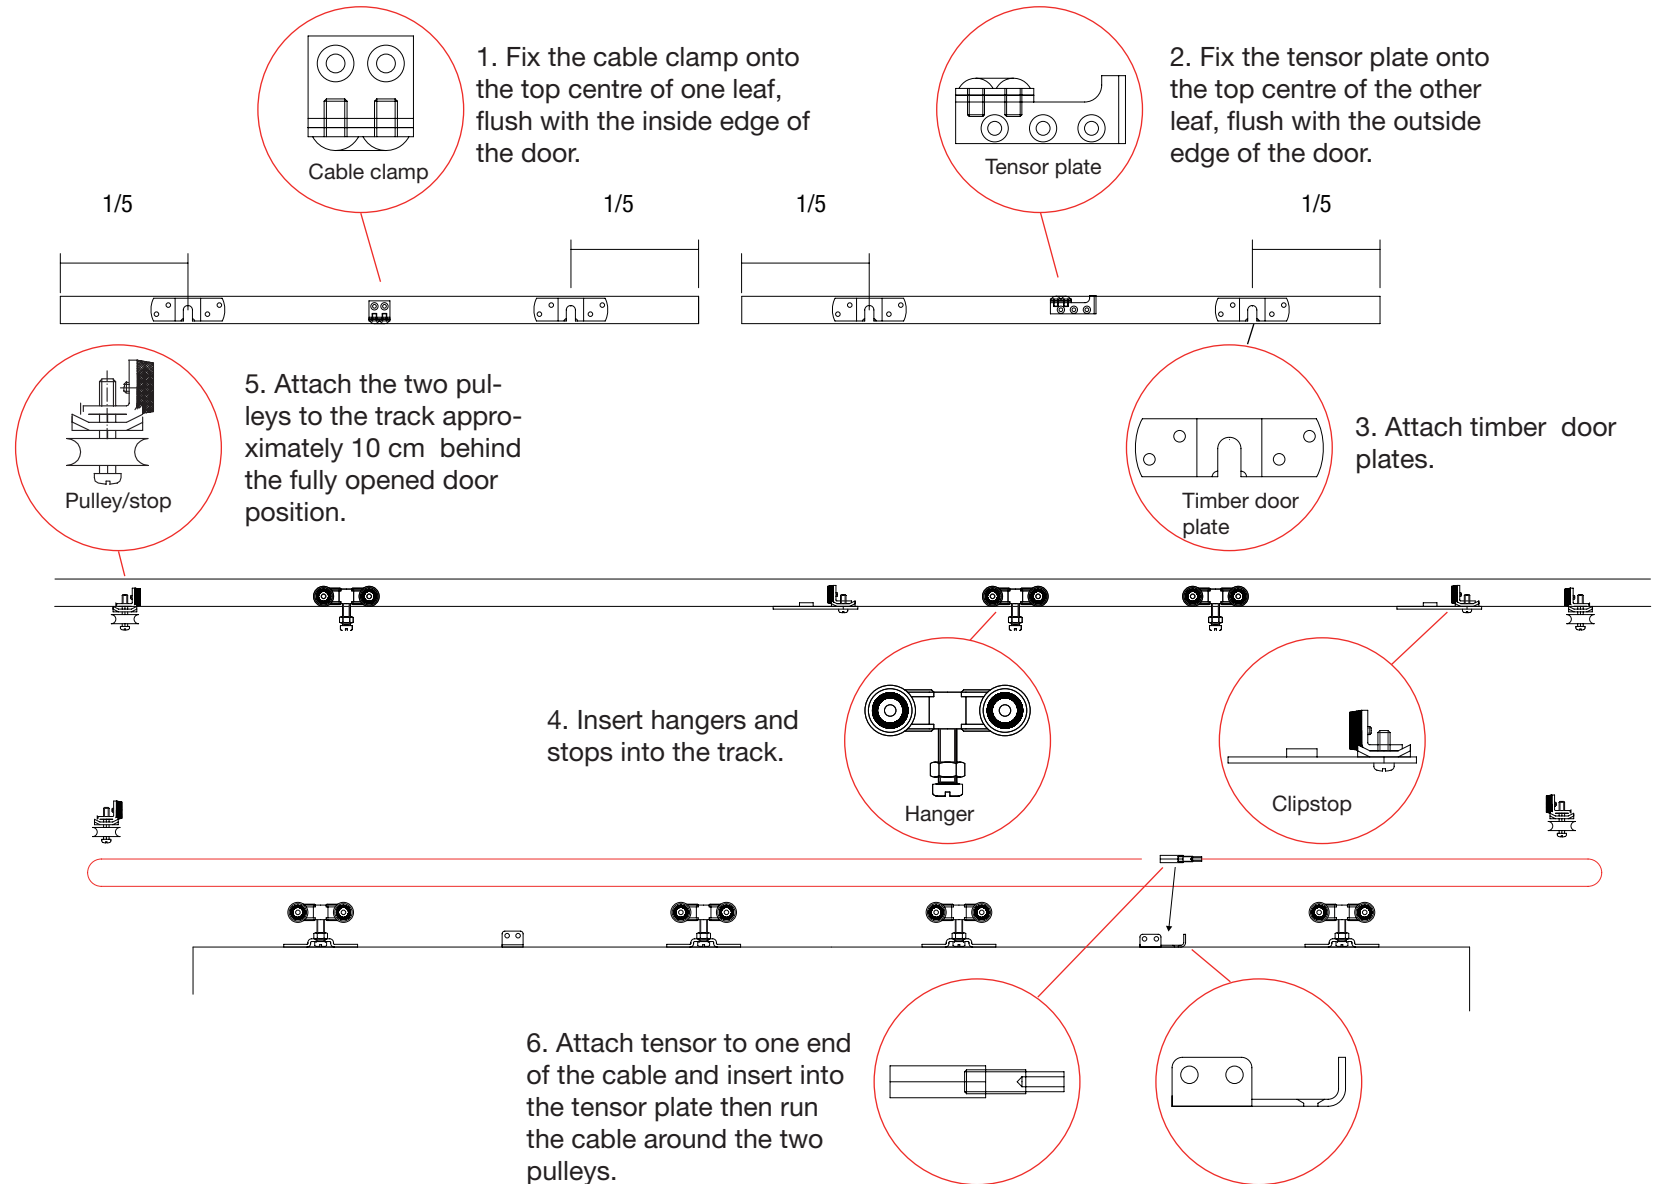 1. Fix the cable clamp onto
the top centre of one leaf,
flush with the inside edge of
the door.
Cable clamp
2. Fix the tensor plate onto
the top centre of the other
leaf, flush with the outside
edge of the door.
Tensor plate
1/5
1/5
1/5
1/5
5. Attach the two pul-
leys to the track appro-
ximately 10 cm behind
the fully opened door
position.
Pulley/stop
3. Attach timber door
plates.
Timber door
plate
4. Insert hangers and
stops into the track.
Hanger
Clipstop
6. Attach tensor to one end
of the cable and insert into
the tensor plate then run
the cable around the two
pulleys.